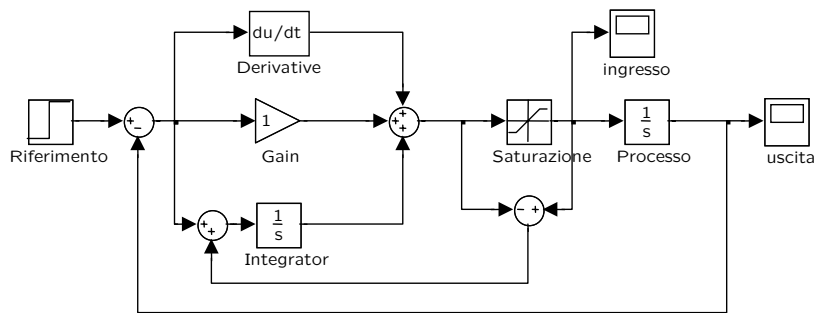 du/dt
Derivative
ingresso
Riferimento
+
−
1
Gain
+
+
+
Saturazione
1
s
Processo
uscita
+
+
1
s
Integrator
− +